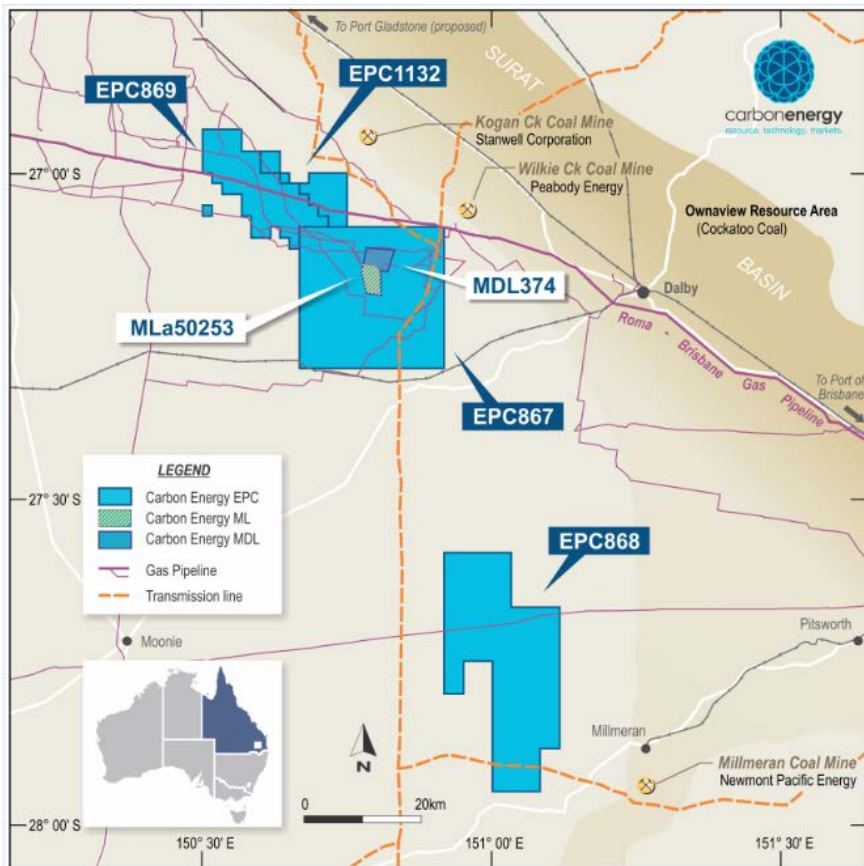 To Port Gladstone (proposed)
SURAT
BASIN
carbonenergy
resource. technology. markets.
EPC869
EPC1132
Kogan Ck Coal Mine
Stanwell Corporation
27° 00' S
Wilkie Ck Coal Mine
Peabody Energy
Ownaview Resource Area
(Cockatoo Coal)
MDL374
Dalby
MLa50253
Roma - Brisbane Gas Pipeline
To Port of
Brisbane
EPC867
LEGEND
Carbon Energy EPC
Carbon Energy ML
Carbon Energy MDL
Gas Pipeline
Transmission line
27° 30' S
EPC868
Moonie
Pitsworth
Millmeran
Millmeran Coal Mine
Newmont Pacific Energy
N
0 20km
28° 00' S
150° 30' E
151° 00' E
151° 30' E